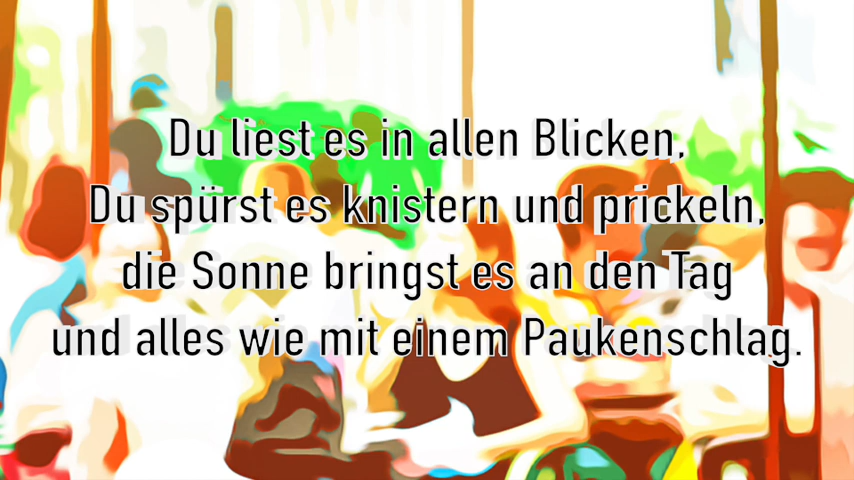 Du liest es in allen Blicken,
Du spürst es knistern und prickeln,
die Sonne bringst es an den Tag
und alles wie mit einem Paukenschlag.